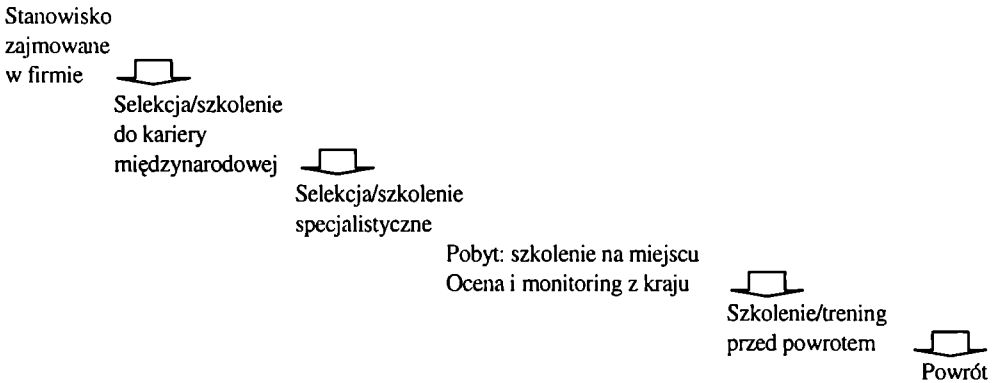 Stanowisko
zajmowane
w firmie
Selekcja/szkolenie
do kariery
międzynarodowej
Selekcja/szkolenie
specjalistyczne
Pobyt: szkolenie na miejscu
Ocena i monitoring z kraju
Szkolenie/trening
przed powrotem
Powrót